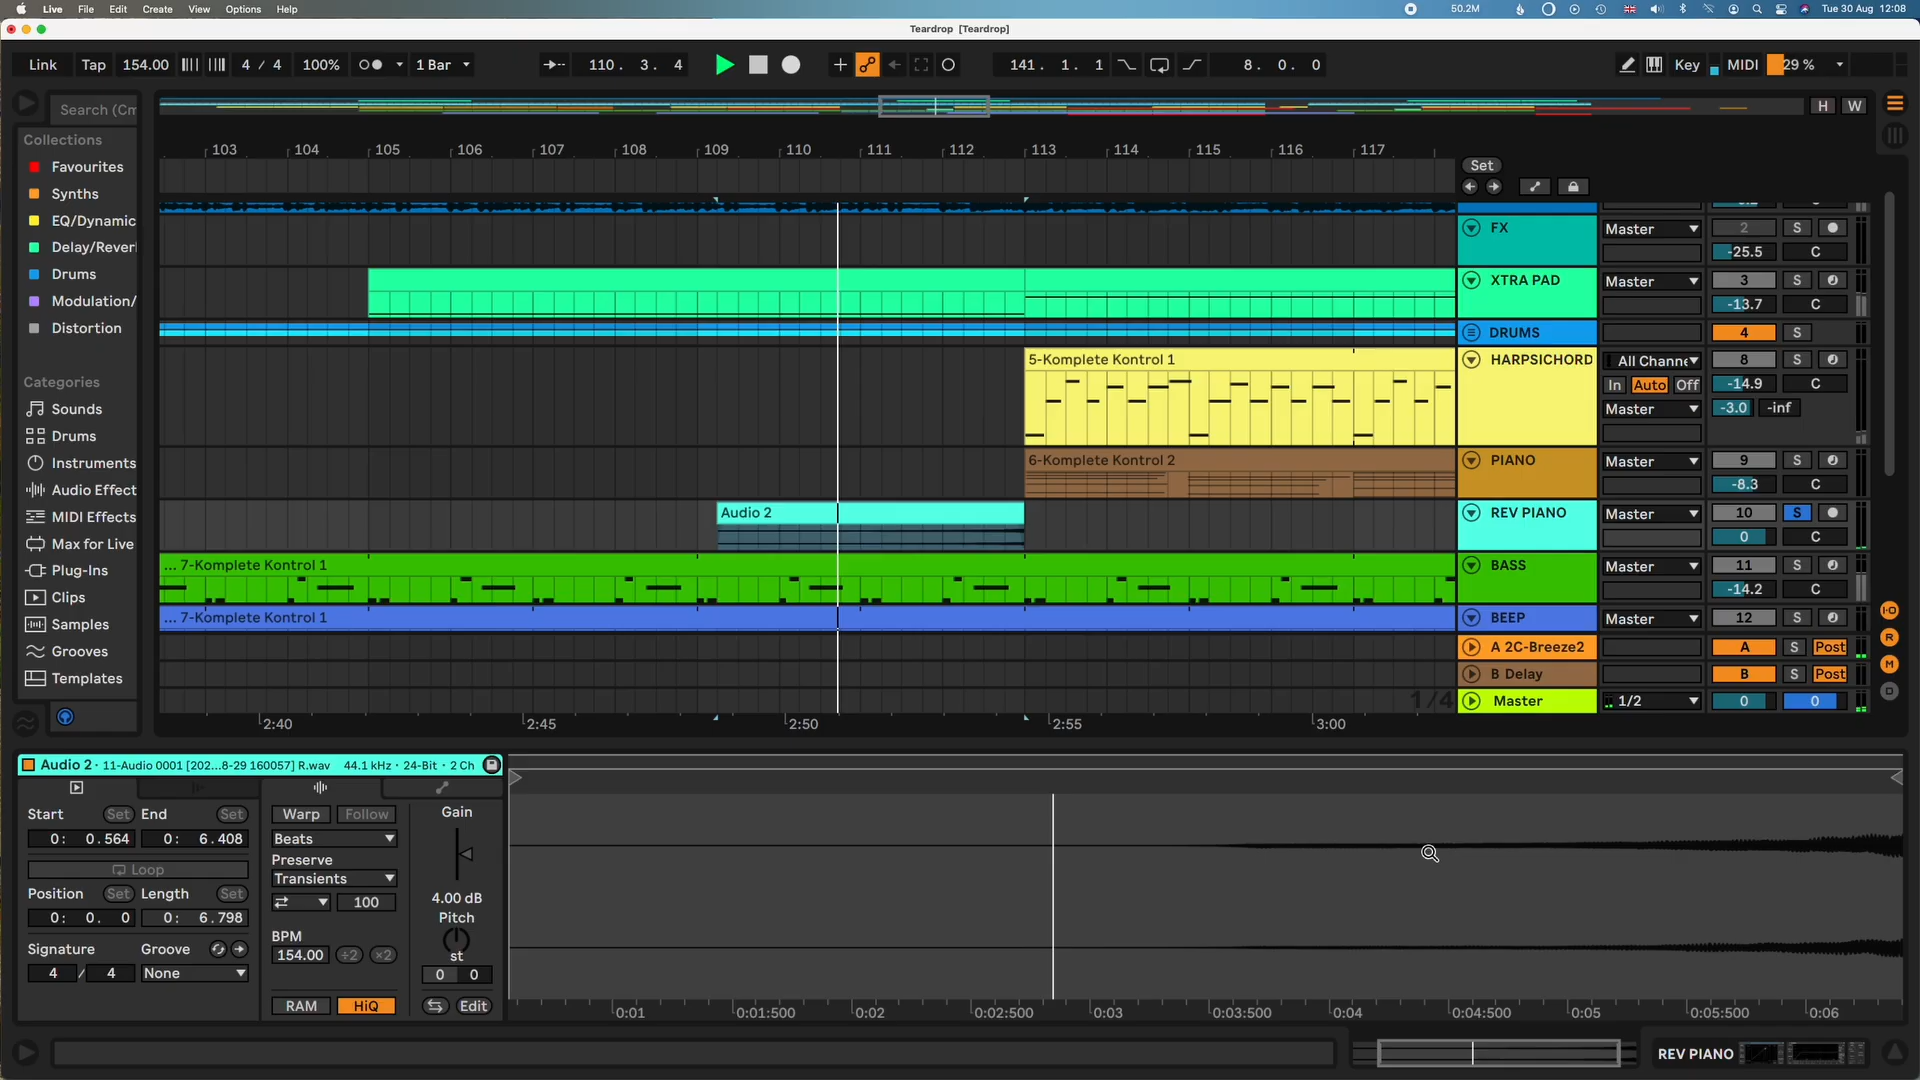 Live File Edit Create View Options Help 50.2M Tue 30 Aug 12:08
Teardrop [Teardrop]
Link Tap 154.00 4 / 4 100% 1 Bar 110. 3. 4 141. 1. 1 8. 0. 0 Key MIDI 29 %
Search (Cm
H W
Collections
103 104 105 106 107 108 109 110 111 112 113 114 115 116 117
Set
Favourites
Synths
EQ/Dynamic
Delay/Rever
Drums
Modulation/
Distortion
FX Master 2 S
-25.5 C
XTRA PAD Master 3 S
-13.7 C
DRUMS 4 S
5-Komplete Kontrol 1 HARPSICHORD All Channe 8 S
In Auto Off -14.9 C
Master -3.0 -inf
Categories
Sounds
Drums
Instruments
Audio Effect
MIDI Effects
Max for Live
Plug-Ins
Clips
Samples
Grooves
Templates
6-Komplete Kontrol 2 PIANO Master 9 S
-8.3 C
Audio 2 REV PIANO Master 10 S
0 C
... 7-Komplete Kontrol 1 BASS Master 11 S
-14.2 C
... 7-Komplete Kontrol 1 BEEP Master 12 S
A 2C-Breeze2 A S Post
B Delay B S Post
1/4 Master 1/2 0 0
I·O
R
M
D
2:40 2:45 2:50 2:55 3:00
Audio 2 · 11-Audio 0001 [202...8-29 160057] R.wav 44.1 kHz · 24-Bit · 2 Ch
Start Set End Set
0: 0.564 0: 6.408
Loop
Position Set Length Set
0: 0. 0 0: 6.798
Signature Groove
4 / 4 None
Warp Follow
Beats
Preserve
Transients
100
BPM
154.00 ÷2 ×2
RAM HiQ
Gain
4.00 dB
Pitch
st
0 0
Edit
0:01 0:01:500 0:02 0:02:500 0:03 0:03:500 0:04 0:04:500 0:05 0:05:500 0:06
REV PIANO